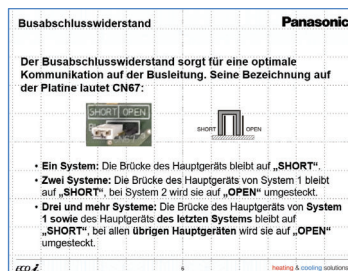 Busabschlusswiderstand
Panasonic
Der Busabschlusswiderstand sorgt für eine optimale
Kommunikation auf der Busleitung. Seine Bezeichnung auf
der Platine lautet CN67:
SHORT OPEN
SHORT OPEN
• Ein System: Die Brücke des Hauptgeräts bleibt auf „SHORT“.
• Zwei Systeme: Die Brücke des Hauptgeräts von System 1 bleibt
auf „SHORT“, bei System 2 wird sie auf „OPEN“ umgesteckt.
• Drei und mehr Systeme: Die Brücken des Hauptgeräts von System
1 sowie des Hauptgeräts des letzten Systems bleibt auf
„SHORT“, bei allen übrigen Hauptgeräten wird sie auf „OPEN“
umgesteckt.
ECO i
6
heating & cooling solutions